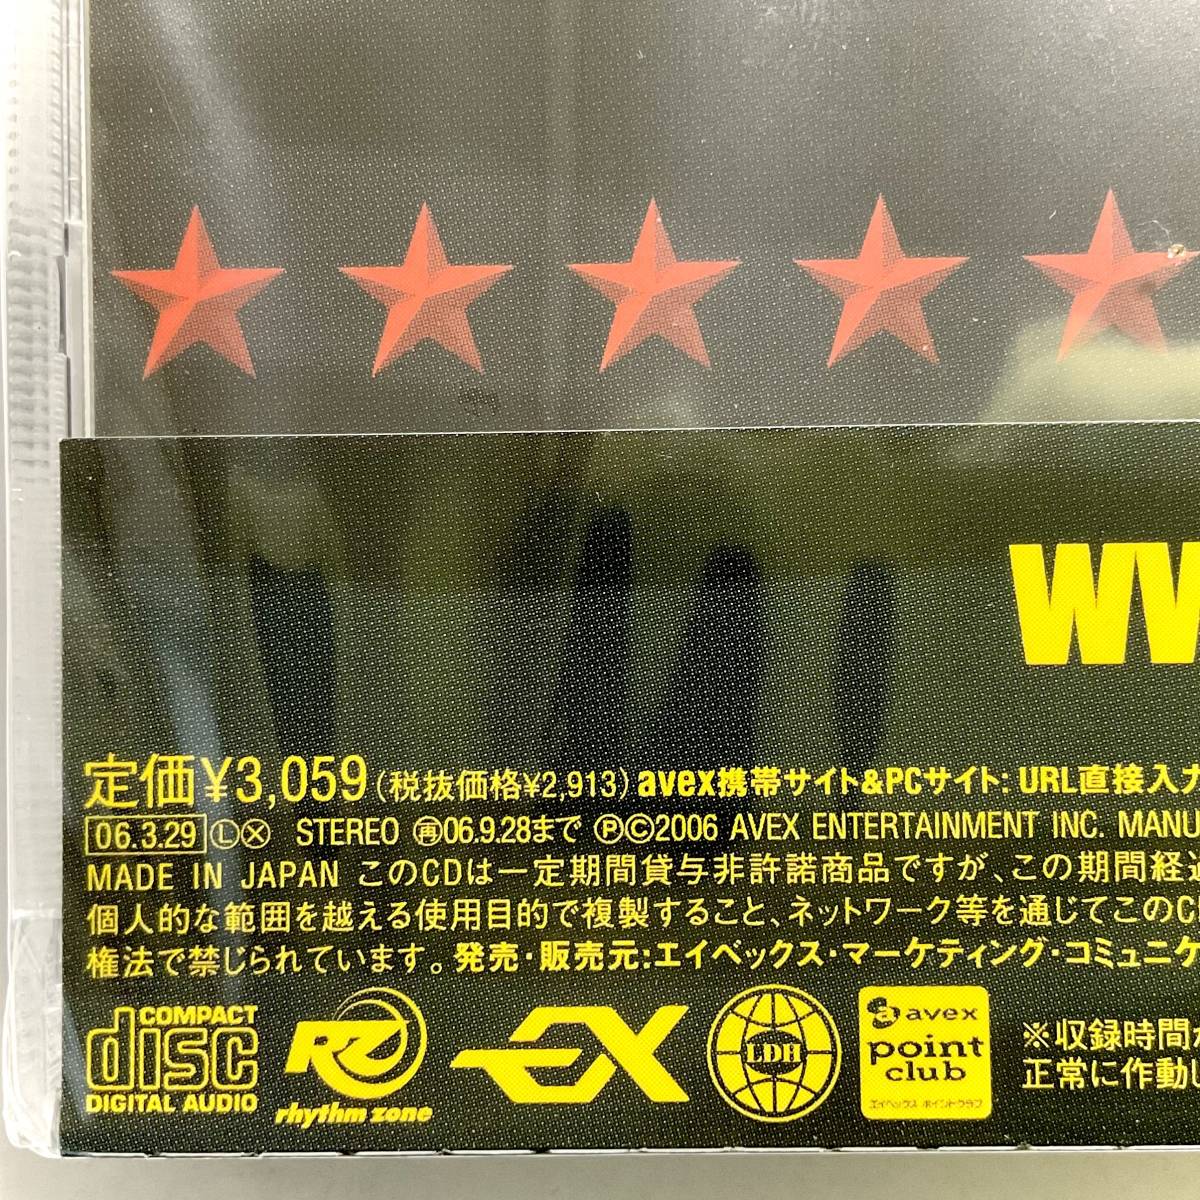 WW
定価¥3,059(税抜価格¥2,913)avex携帯サイト&PCサイト: URL直接入力
06.3.29 Ⓛ STEREO 再06.9.28まで Ⓟ©2006 AVEX ENTERTAINMENT INC. MANU
MADE IN JAPAN このCDは一定期間貸与非許諾商品ですが、この期間経過
個人的な範囲を越える使用目的で複製すること、ネットワーク等を通じてこのC
権法で禁じられています。発売・販売元:エイベックス・マーケティング・コミュニケ
COMPACT
disc
DIGITAL AUDIO
RZ
rhythm zone
EX
LDH
a avex
point
club
エイベックス ポイントクラブ
※収録時間
正常に作動し